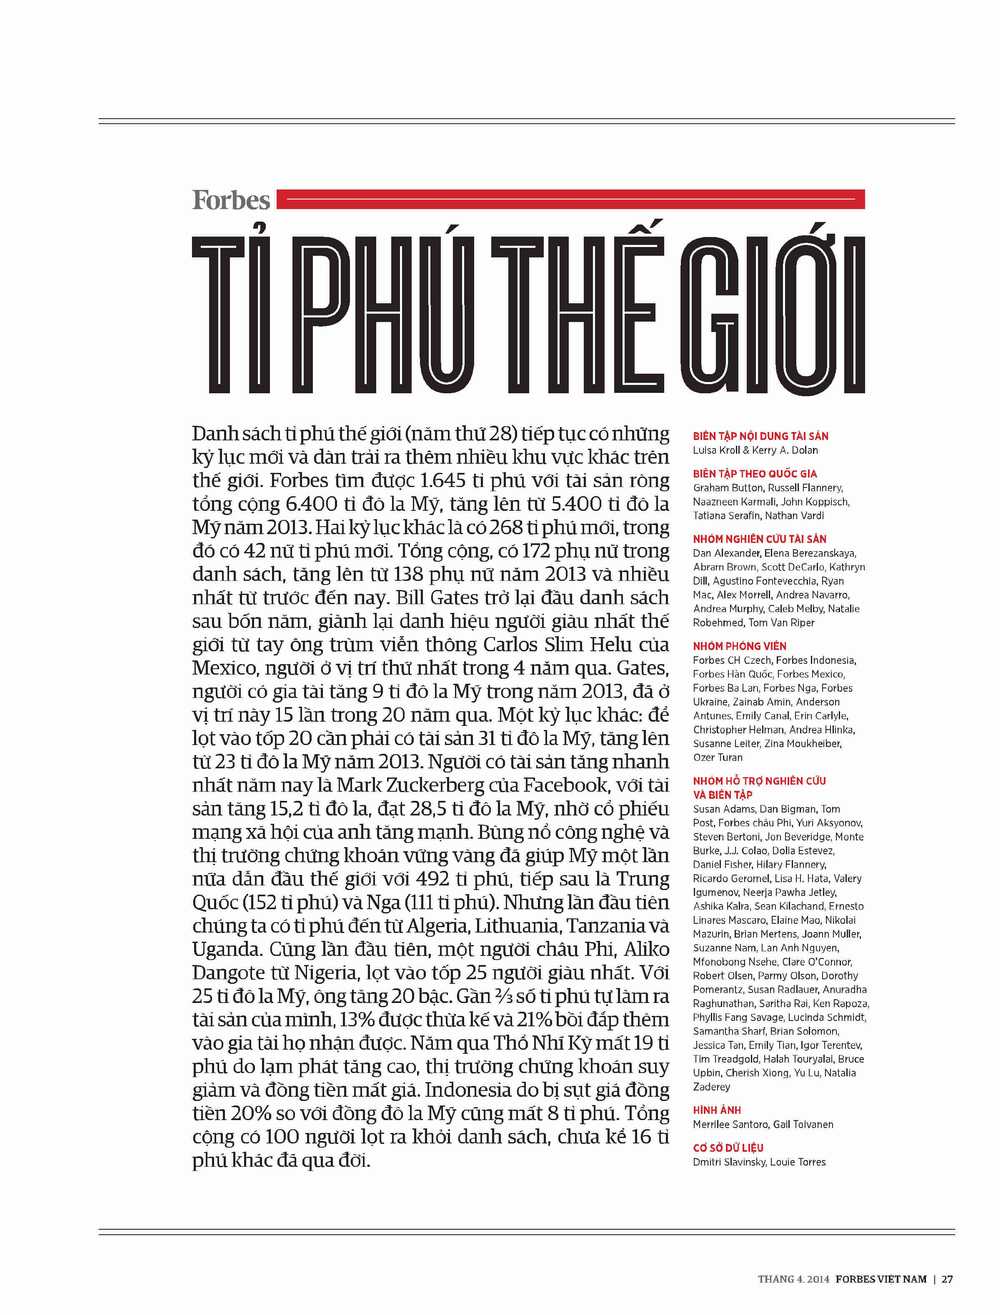 Forbes
TỈ PHÚ THẾ GIỚI
Danh sách tỉ phú thế giới (năm thứ 28) tiếp tục có những
kỷ lục mới và dàn trải ra thêm nhiều khu vực khác trên
thế giới. Forbes tìm được 1.645 tỉ phú với tài sản ròng
tổng cộng 6.400 tỉ đô la Mỹ, tăng lên từ 5.400 tỉ đô la
Mỹ năm 2013. Hai kỷ lục khác là có 268 tỉ phú mới, trong
đó có 42 nữ tỉ phú mới. Tổng cộng, có 172 phụ nữ trong
danh sách, tăng lên từ 138 phụ nữ năm 2013 và nhiều
nhất từ trước đến nay. Bill Gates trở lại đầu danh sách
sau bốn năm, giành lại danh hiệu người giàu nhất thế
giới từ tay ông trùm viễn thông Carlos Slim Helu của
Mexico, người ở vị trí thứ nhất trong 4 năm qua. Gates,
người có gia tài tăng 9 tỉ đô la Mỹ trong năm 2013, đã ở
vị trí này 15 lần trong 20 năm qua. Một kỷ lục khác: để
lọt vào tốp 20 cần phải có tài sản 31 tỉ đô la Mỹ, tăng lên
từ 23 tỉ đô la Mỹ năm 2013. Người có tài sản tăng nhanh
nhất năm nay là Mark Zuckerberg của Facebook, với tài
sản tăng 15,2 tỉ đô la, đạt 28,5 tỉ đô la Mỹ, nhờ cổ phiếu
mạng xã hội của anh tăng mạnh. Bùng nổ công nghệ và
thị trường chứng khoán vững vàng đã giúp Mỹ một lần
nữa dẫn đầu thế giới với 492 tỉ phú, tiếp sau là Trung
Quốc (152 tỉ phú) và Nga (111 tỉ phú). Nhưng lần đầu tiên
chúng ta có tỉ phú đến từ Algeria, Lithuania, Tanzania và
Uganda. Cũng lần đầu tiên, một người châu Phi, Aliko
Dangote từ Nigeria, lọt vào tốp 25 người giàu nhất. Với
25 tỉ đô la Mỹ, ông tăng 20 bậc. Gần ⅔ số tỉ phú tự làm ra
tài sản của mình, 13% được thừa kế và 21% bồi đắp thêm
vào gia tài họ nhận được. Năm qua Thổ Nhĩ Kỳ mất 19 tỉ
phú do lạm phát tăng cao, thị trường chứng khoán suy
giảm và đồng tiền mất giá. Indonesia do bị sụt giá đồng
tiền 20% so với đồng đô la Mỹ cũng mất 8 tỉ phú. Tổng
cộng có 100 người lọt ra khỏi danh sách, chưa kể 16 tỉ
phú khác đã qua đời.
BIÊN TẬP NỘI DUNG TÀI SẢN
Luisa Kroll & Kerry A. Dolan
BIÊN TẬP THEO QUỐC GIA
Graham Button, Russell Flannery,
Naazneen Karmali, John Koppisch,
Tatiana Serafin, Nathan Vardi
NHÓM NGHIÊN CỨU TÀI SẢN
Dan Alexander, Elena Berezanskaya,
Abram Brown, Scott DeCarlo, Kathryn
Dill, Agustino Fontevecchia, Ryan
Mac, Alex Morrell, Andrea Navarro,
Andrea Murphy, Caleb Melby, Natalie
Robehmed, Tom Van Riper
NHÓM PHÓNG VIÊN
Forbes CH Czech, Forbes Indonesia,
Forbes Hàn Quốc, Forbes Mexico,
Forbes Ba Lan, Forbes Nga, Forbes
Ukraine, Zainab Amin, Anderson
Antunes, Emily Canal, Erin Carlyle,
Christopher Helman, Andrea Hlinka,
Susanne Leiter, Zina Moukheiber,
Ozer Turan
NHÓM HỖ TRỢ NGHIÊN CỨU
VÀ BIÊN TẬP
Susan Adams, Dan Bigman, Tom
Post, Forbes châu Phi, Yuri Aksyonov,
Steven Bertoni, Jon Beveridge, Monte
Burke, J.J. Colao, Dolia Estevez,
Daniel Fisher, Hilary Flannery,
Ricardo Geromel, Lisa H. Hata, Valery
Igumenov, Neerja Pawha Jetley,
Ashika Kalra, Sean Kilachand, Ernesto
Linares Mascaro, Elaine Mao, Nikolai
Mazurin, Brian Mertens, Joann Muller,
Suzanne Nam, Lan Anh Nguyen,
Mfonobong Nsehe, Clare O'Connor,
Robert Olsen, Parmy Olson, Dorothy
Pomerantz, Susan Radlauer, Anuradha
Raghunathan, Saritha Rai, Ken Rapoza,
Phyllis Fang Savage, Lucinda Schmidt,
Samantha Sharf, Brian Solomon,
Jessica Tan, Emily Tian, Igor Terentev,
Tim Treadgold, Halah Touryalai, Bruce
Upbin, Cherish Xiong, Yu Lu, Natalia
Zaderey
HÌNH ẢNH
Merrilee Santoro, Gail Toivanen
CƠ SỞ DỮ LIỆU
Dmitri Slavinsky, Louie Torres
THÁNG 4. 2014 FORBES VIỆT NAM | 27